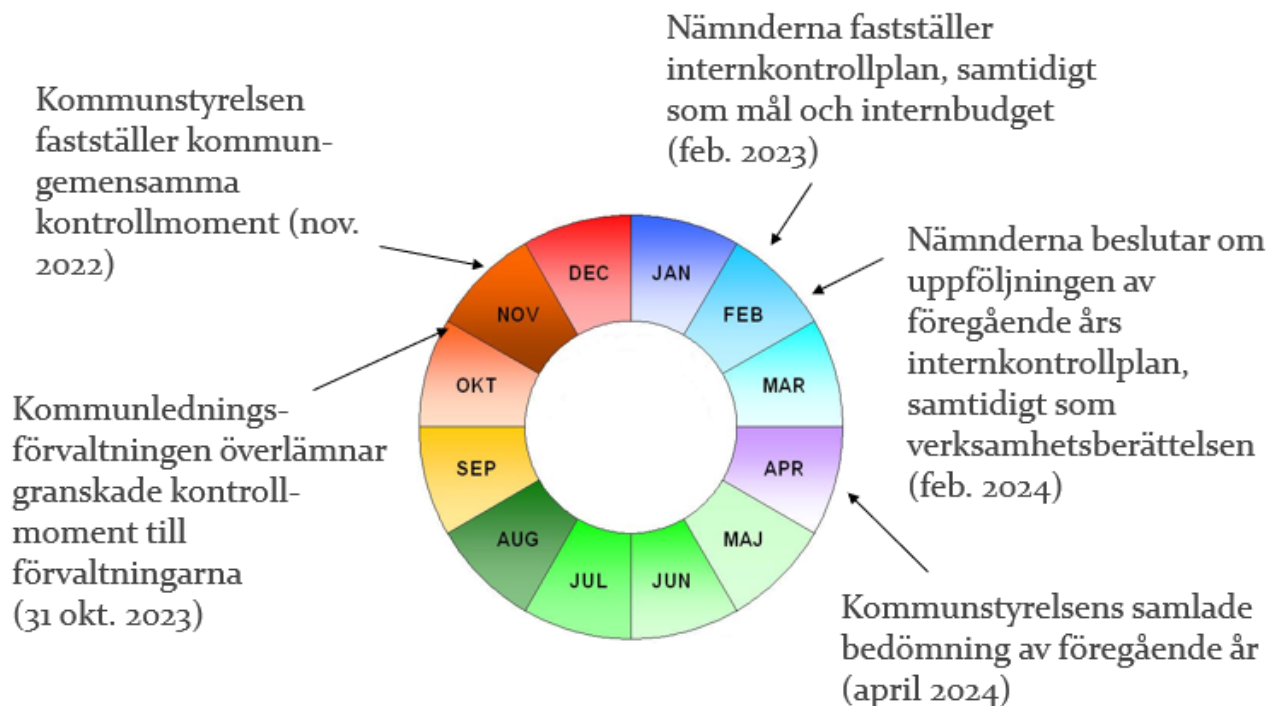 Nämnderna fastställer
internkontrollplan, samtidigt
som mål och internbudget
(feb. 2023)
Kommunstyrelsen
fastställer kommun-
gemensamma
kontrollmoment (nov.
2022)
Nämnderna beslutar om
uppföljningen av
föregående års
internkontrollplan,
samtidigt som
verksamhetsberättelsen
(feb. 2024)
Kommunlednings-
förvaltningen överlämnar
granskade kontroll-
moment till
förvaltningarna
(31 okt. 2023)
Kommunstyrelsens samlade
bedömning av föregående år
(april 2024)
JAN
FEB
MAR
APR
MAJ
JUN
JUL
AUG
SEP
OKT
NOV
DEC